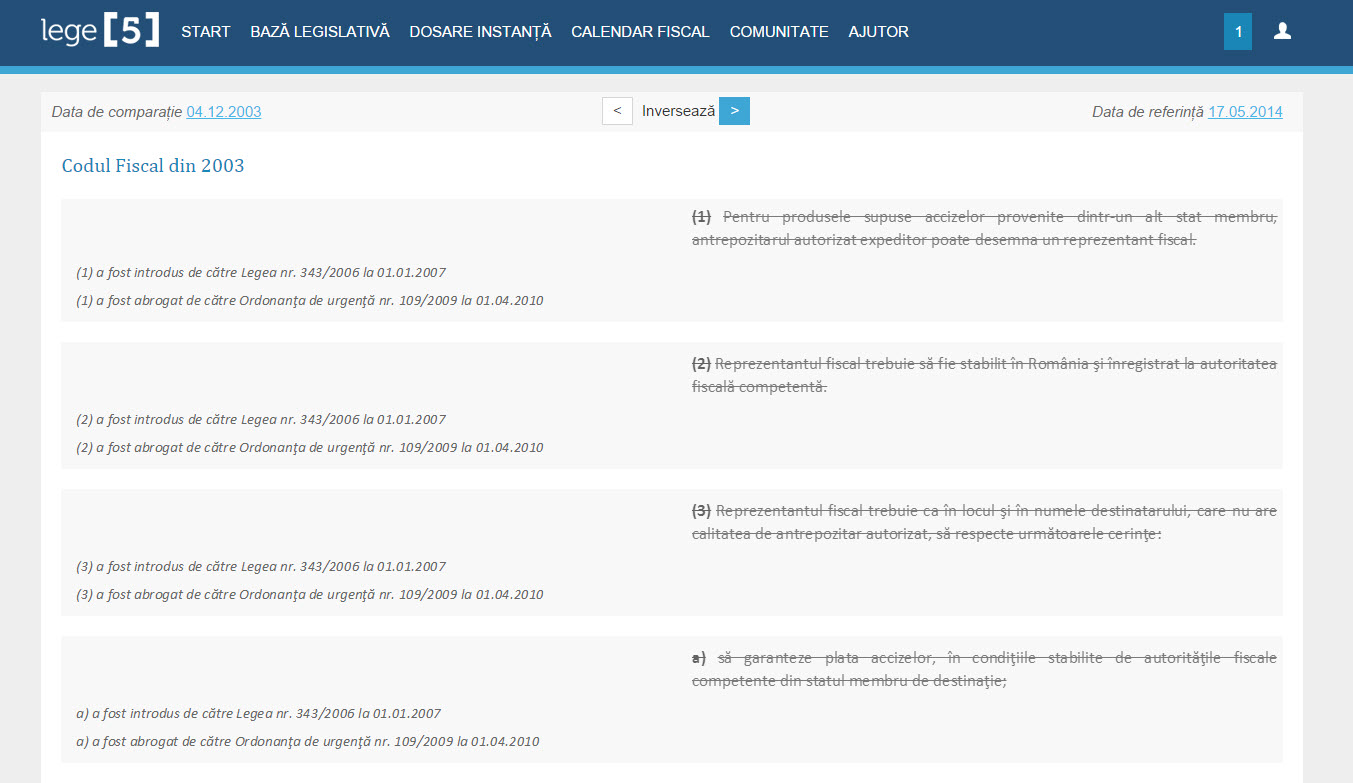 lege [5] START BAZĂ LEGISLATIVĂ DOSARE INSTANȚĂ CALENDAR FISCAL COMUNITATE AJUTOR 1
Data de comparație 04.12.2003 < Inversează > Data de referință 17.05.2014
Codul Fiscal din 2003
(1) Pentru produsele supuse accizelor provenite dintr-un alt stat membru,
antrepozitarul autorizat expeditor poate desemna un reprezentant fiscal.
(1) a fost introdus de către Legea nr. 343/2006 la 01.01.2007
(1) a fost abrogat de către Ordonanţa de urgenţă nr. 109/2009 la 01.04.2010
(2) Reprezentantul fiscal trebuie să fie stabilit în România şi înregistrat la autoritatea
fiscală competentă.
(2) a fost introdus de către Legea nr. 343/2006 la 01.01.2007
(2) a fost abrogat de către Ordonanţa de urgenţă nr. 109/2009 la 01.04.2010
(3) Reprezentantul fiscal trebuie ca în locul şi în numele destinatarului, care nu are
calitatea de antrepozitar autorizat, să respecte următoarele cerinţe:
(3) a fost introdus de către Legea nr. 343/2006 la 01.01.2007
(3) a fost abrogat de către Ordonanţa de urgenţă nr. 109/2009 la 01.04.2010
a) să garanteze plata accizelor, în condiţiile stabilite de autorităţile fiscale
competente din statul membru de destinaţie;
a) a fost introdus de către Legea nr. 343/2006 la 01.01.2007
a) a fost abrogat de către Ordonanţa de urgenţă nr. 109/2009 la 01.04.2010